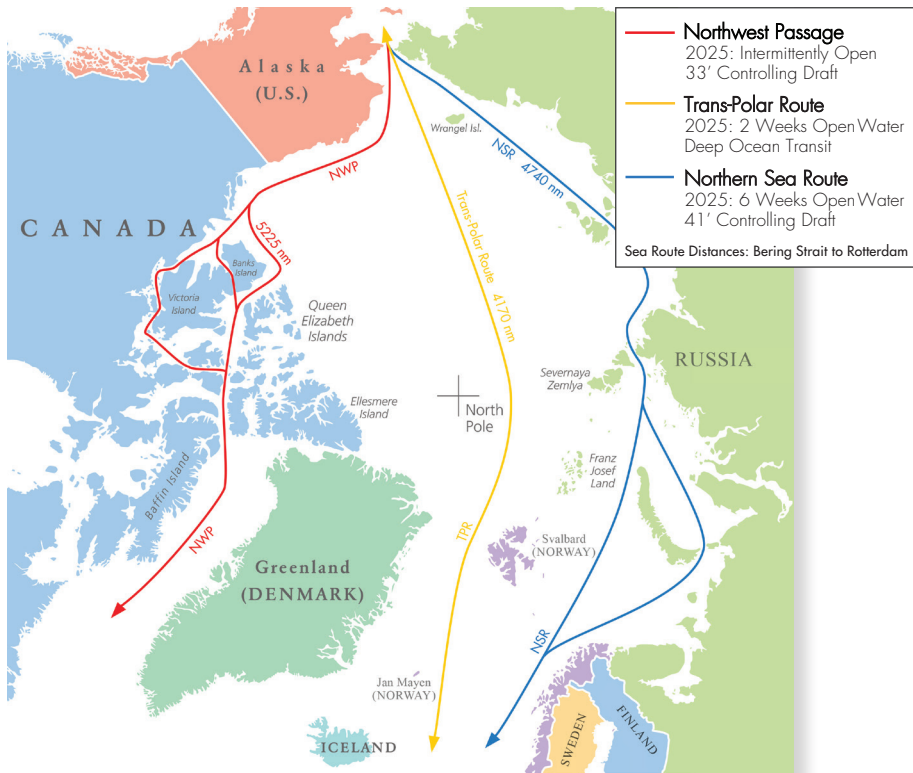 Northwest Passage
2025: Intermittently Open
33’ Controlling Draft
Trans-Polar Route
2025: 2 Weeks Open Water
Deep Ocean Transit
Northern Sea Route
2025: 6 Weeks Open Water
41’ Controlling Draft
Sea Route Distances: Bering Strait to Rotterdam
Alaska
(U.S.)
Wrangel Isl.
NSR 4740 nm
NWP
CANADA
5225 nm
Trans-Polar Route 4170 nm
Banks
Island
Victoria
Island
Queen
Elizabeth
Islands
RUSSIA
Severnaya
Zemlya
Ellesmere
Island
North
Pole
Franz
Josef
Land
Baffin Island
NWP
TPR
Svalbard
(NORWAY)
Greenland
(DENMARK)
NSR
Jan Mayen
(NORWAY)
ICELAND
SWEDEN
FINLAND